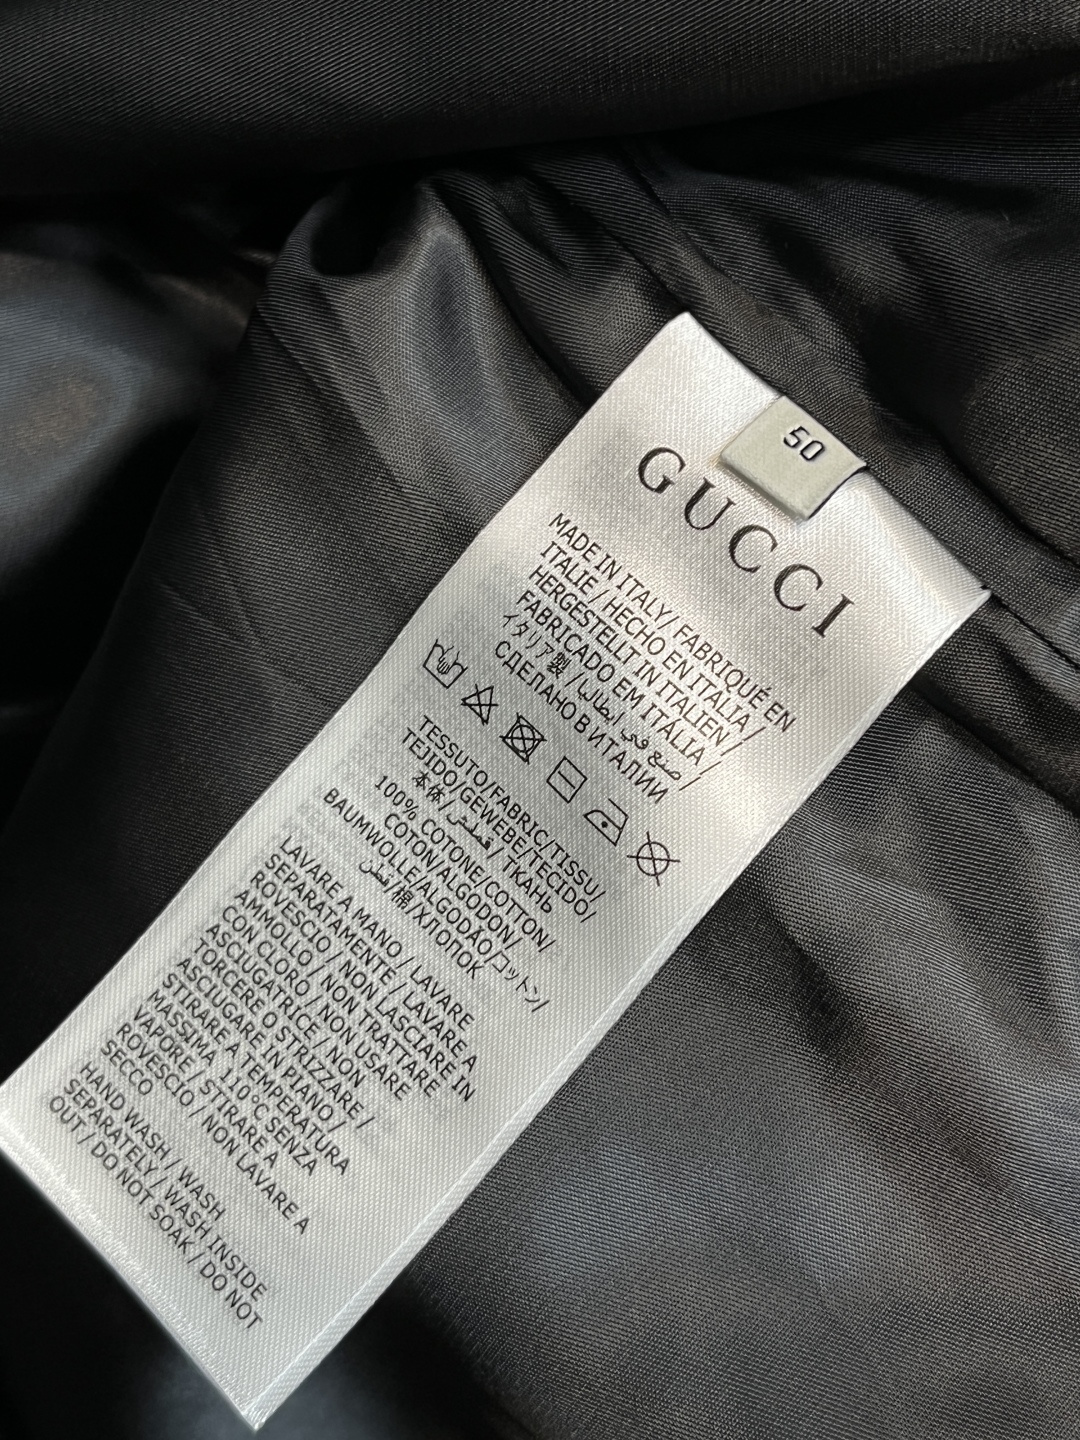 50
GUCCI
MADE IN ITALY/ FABRIQUÉ EN
ITALIE / HECHO EN ITALIA /
HERGESTELLT IN ITALIEN /
FABRICADO EM ITALIA /
イタリア製 / صنع في إيطاليا /
СДЕЛАНО В ИТАЛИИ
TESSUTO/FABRIC/TISSU/
TEJIDO/GEWEBE/TECIDO/
本体/قملش/ ТКАНЬ
100% COTONE/COTTON/
COTON/ALGODON/
BAUMWOLLE/ALGODÃO/コットン/
قطن/棉/ХЛОПОК
LAVARE A MANO / LAVARE
SEPARATAMENTE / LAVARE A
ROVESCIO / NON LASCIARE IN
AMMOLLO / NON TRATTARE
CON CLORO / NON USARE
ASCIUGATRICE / NON
TORCERE O STRIZZARE /
ASCIUGARE IN PIANO /
STIRARE A TEMPERATURA
MASSIMA 110°C SENZA
VAPORE / STIRARE A
ROVESCIO / NON LAVARE A
SECCO
HAND WASH / WASH
SEPARATELY / WASH INSIDE
OUT / DO NOT SOAK / DO NOT